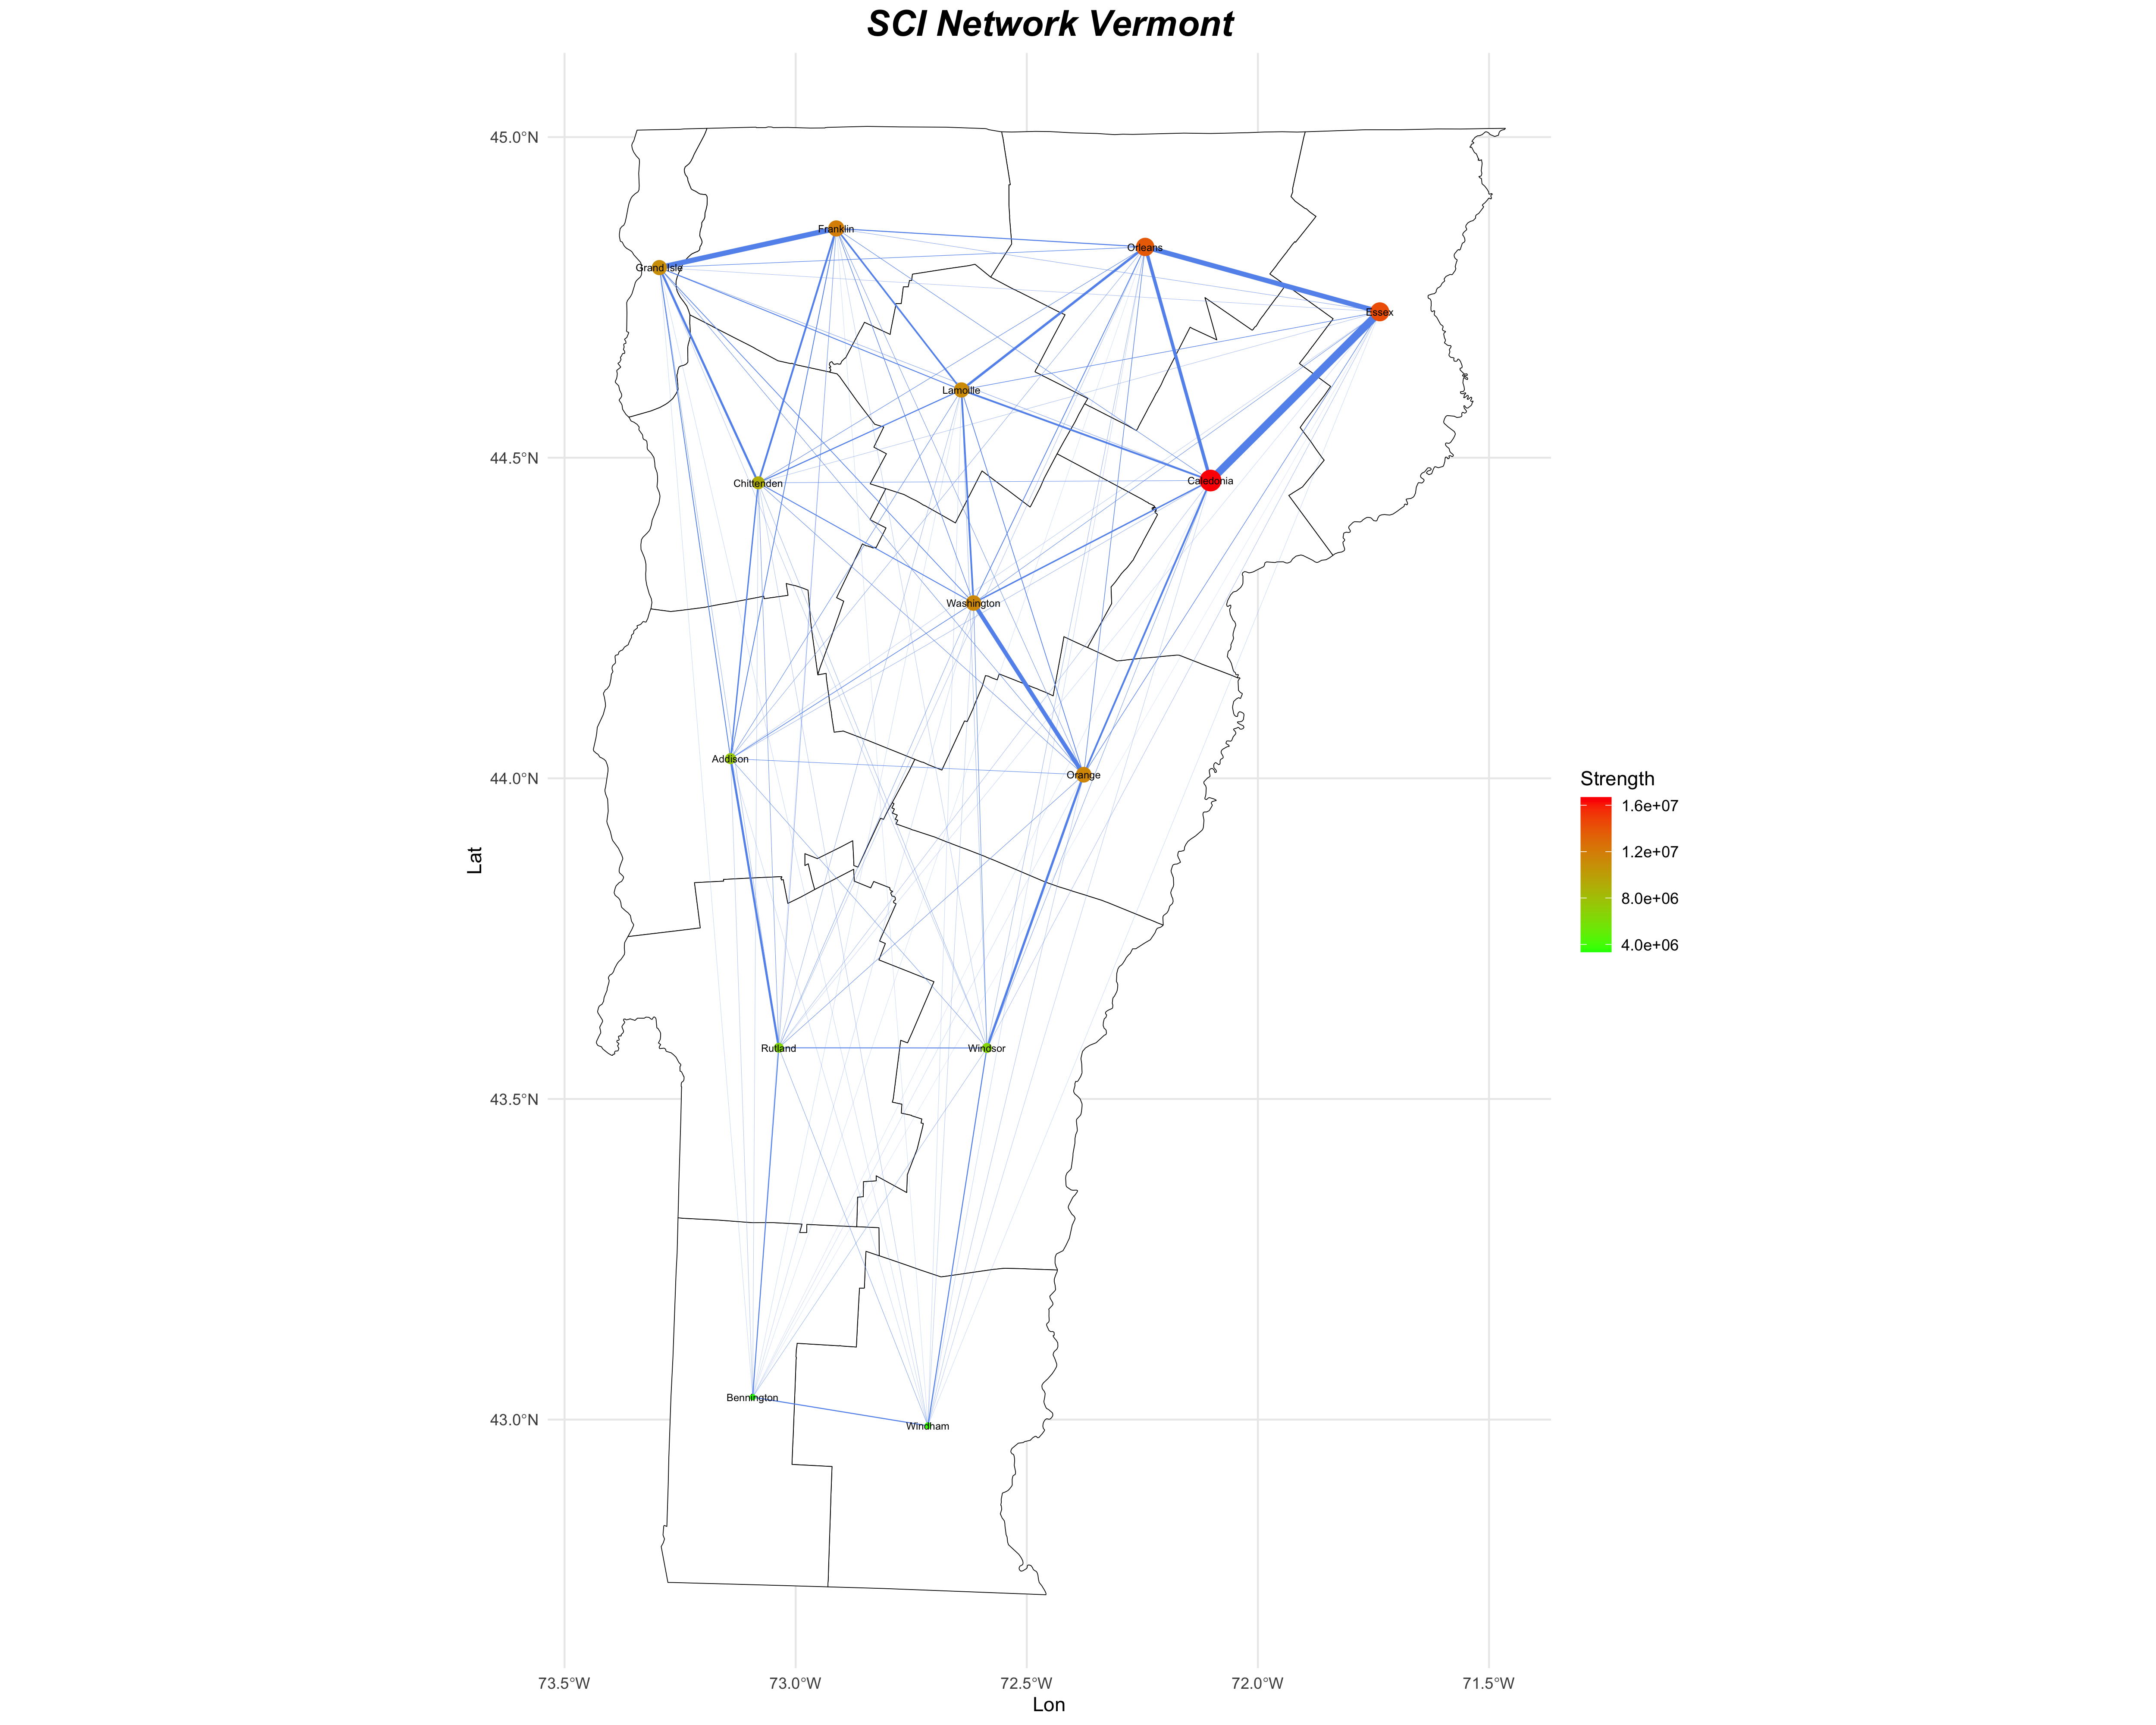 SCI Network Vermont
45.0°N
Franklin
Orleans
Grand Isle
Essex
Lamoille
44.5°N
Caledonia
Chittenden
Washington
Addison
Orange
44.0°N
Strength
1.6e+07
1.2e+07
8.0e+06
4.0e+06
Lat
Rutland
Windsor
43.5°N
Bennington
43.0°N
Windham
73.5°W 73.0°W 72.5°W 72.0°W 71.5°W
Lon